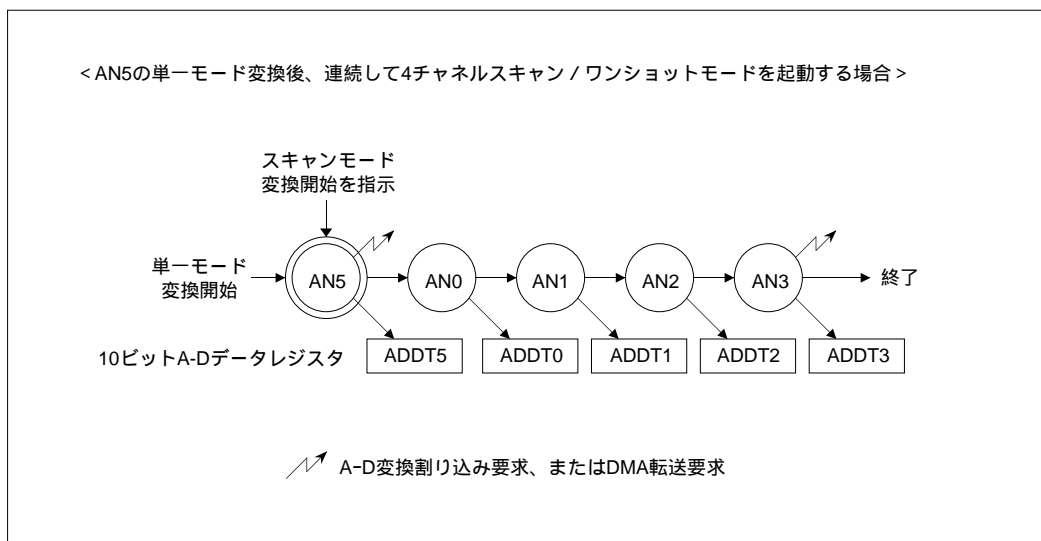 < AN5の単一モード変換後、連続して4チャネルスキャン / ワンショットモードを起動する場合 >
スキャンモード
変換開始を指示
単一モード
変換開始
AN5
AN0
AN1
AN2
AN3
終了
10ビットA-Dデータレジスタ
ADDT5
ADDT0
ADDT1
ADDT2
ADDT3
A-D変換割り込み要求、またはDMA転送要求